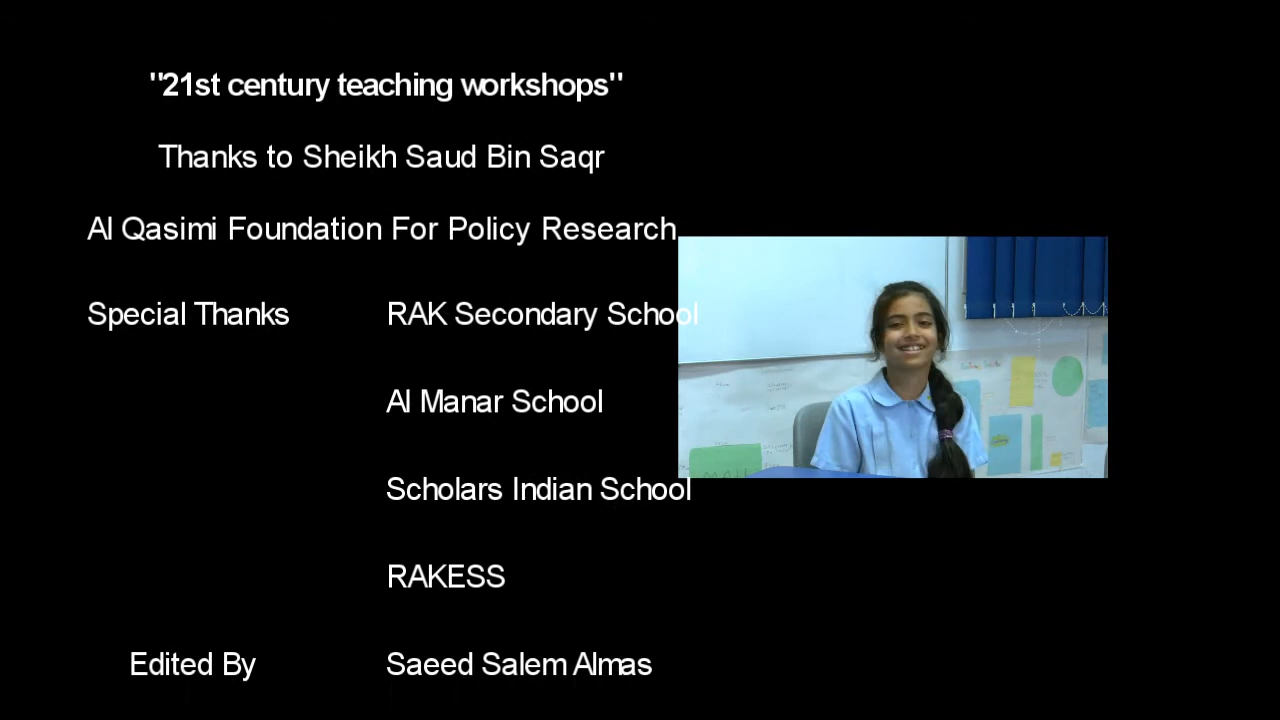 "21st century teaching workshops"
Thanks to Sheikh Saud Bin Saqr
Al Qasimi Foundation For Policy Research
Special Thanks RAK Secondary School
Al Manar School
Scholars Indian School
RAKESS
Edited By Saeed Salem Almas